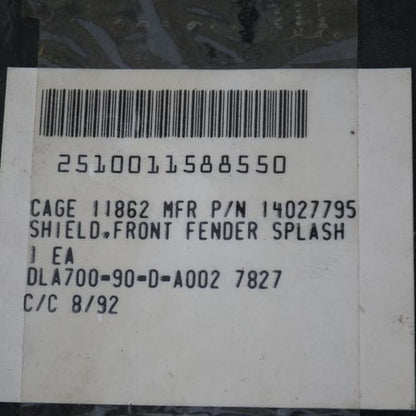 2510011588550
CAGE 11862 MFR P/N 14027795
SHIELD,FRONT FENDER SPLASH
1 EA
DLA700-90-D-A002 7827
C/C 8/92